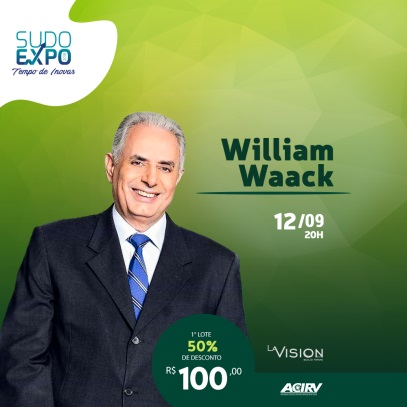 SUDO
EXPO
Tempo de Inovar
William
Waack
12/09
20H
1º LOTE
50%
DE DESCONTO
R$ 100,00
LA VISION
ACIRV